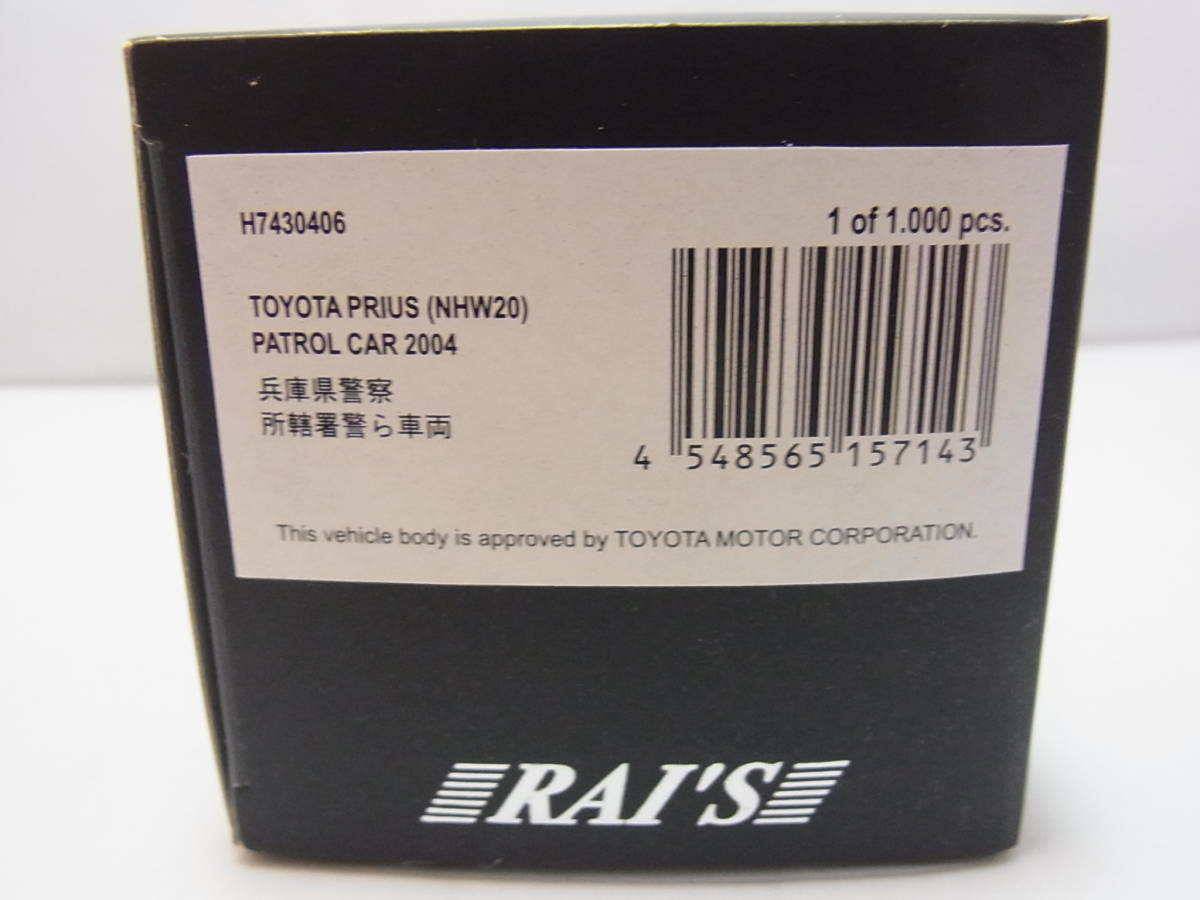 H7430406
1 of 1.000 pcs.
TOYOTA PRIUS (NHW20)
PATROL CAR 2004
兵庫県警察
所轄署警ら車両
4 548565 157143
This vehicle body is approved by TOYOTA MOTOR CORPORATION.
RAI'S